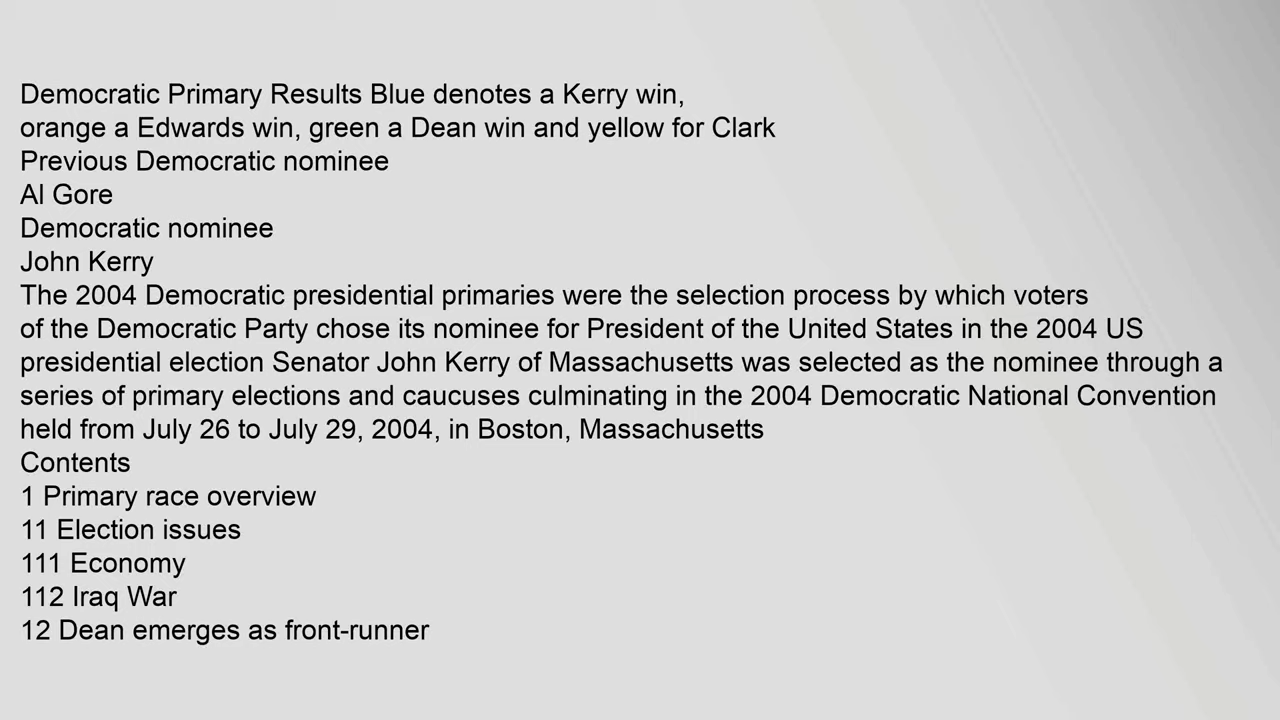 Democratic Primary Results Blue denotes a Kerry win,
orange a Edwards win, green a Dean win and yellow for Clark
Previous Democratic nominee
Al Gore
Democratic nominee
John Kerry
The 2004 Democratic presidential primaries were the selection process by which voters
of the Democratic Party chose its nominee for President of the United States in the 2004 US
presidential election Senator John Kerry of Massachusetts was selected as the nominee through a
series of primary elections and caucuses culminating in the 2004 Democratic National Convention
held from July 26 to July 29, 2004, in Boston, Massachusetts
Contents
1 Primary race overview
11 Election issues
111 Economy
112 Iraq War
12 Dean emerges as front-runner